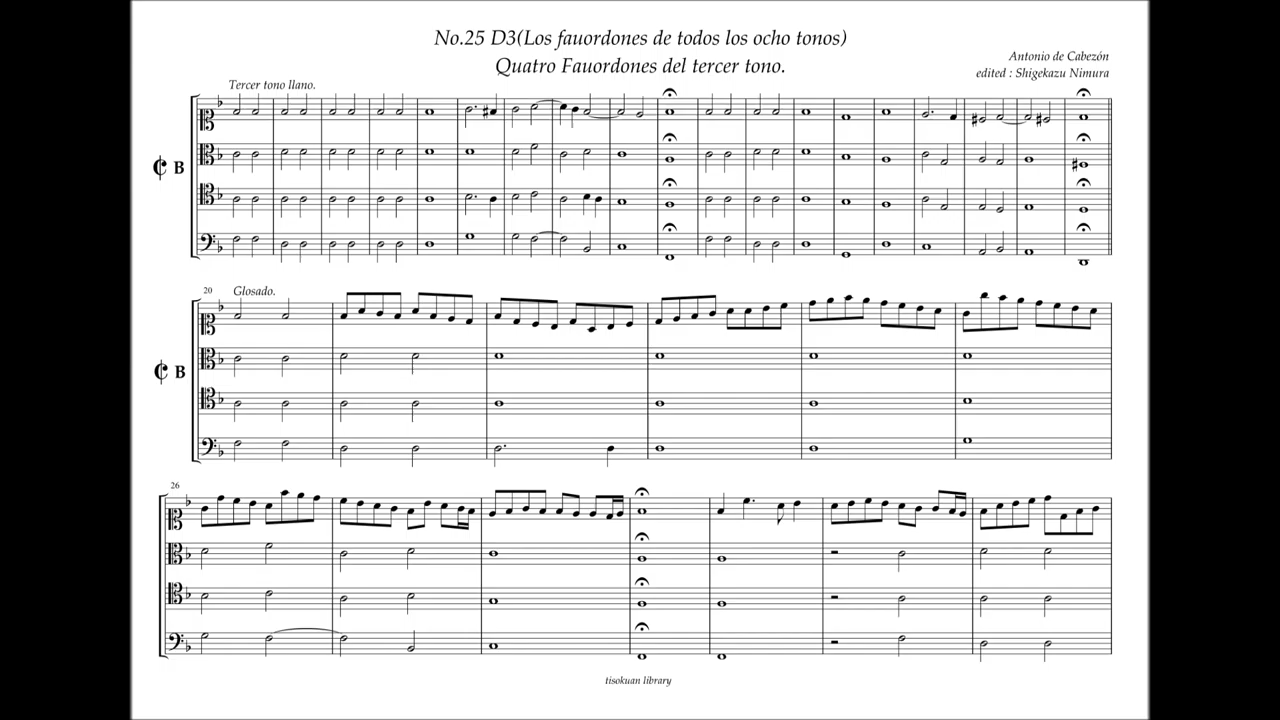 No.25 D3(Los fauordones de todos los ocho tonos)
Quatro Fauordones del tercer tono.
Antonio de Cabezón
edited : Shigekazu Nimura
Tercer tono llano.
B
20
Glosado.
B
26
tisokuan library